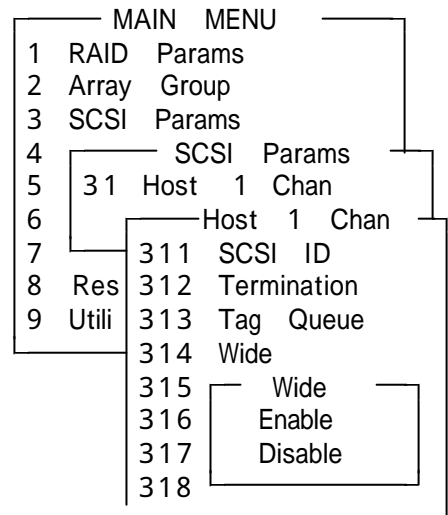 MAIN MENU
1 RAID Params
2 Array Group
3 SCSI Params
4 SCSI Params
5 31 Host 1 Chan
6 Host 1 Chan
7 311 SCSI ID
8 Res 312 Termination
9 Utili 313 Tag Queue
314 Wide
315 Wide
316 Enable
317 Disable
318